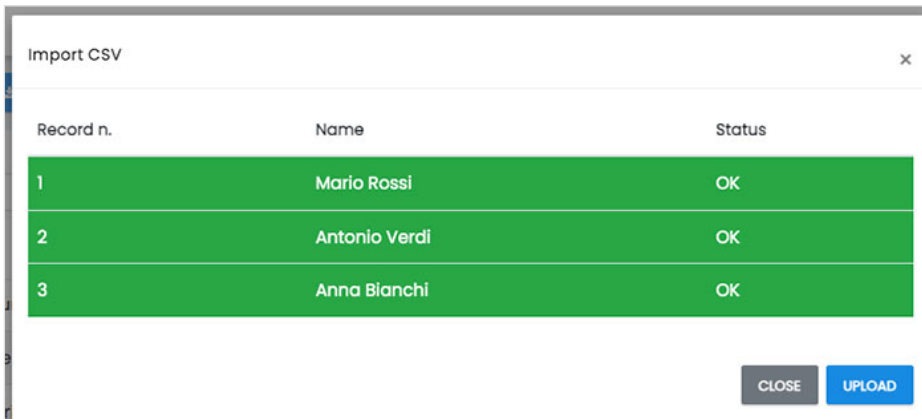 Import CSV
×
Record n. Name Status
1 Mario Rossi OK
2 Antonio Verdi OK
3 Anna Bianchi OK
CLOSE UPLOAD